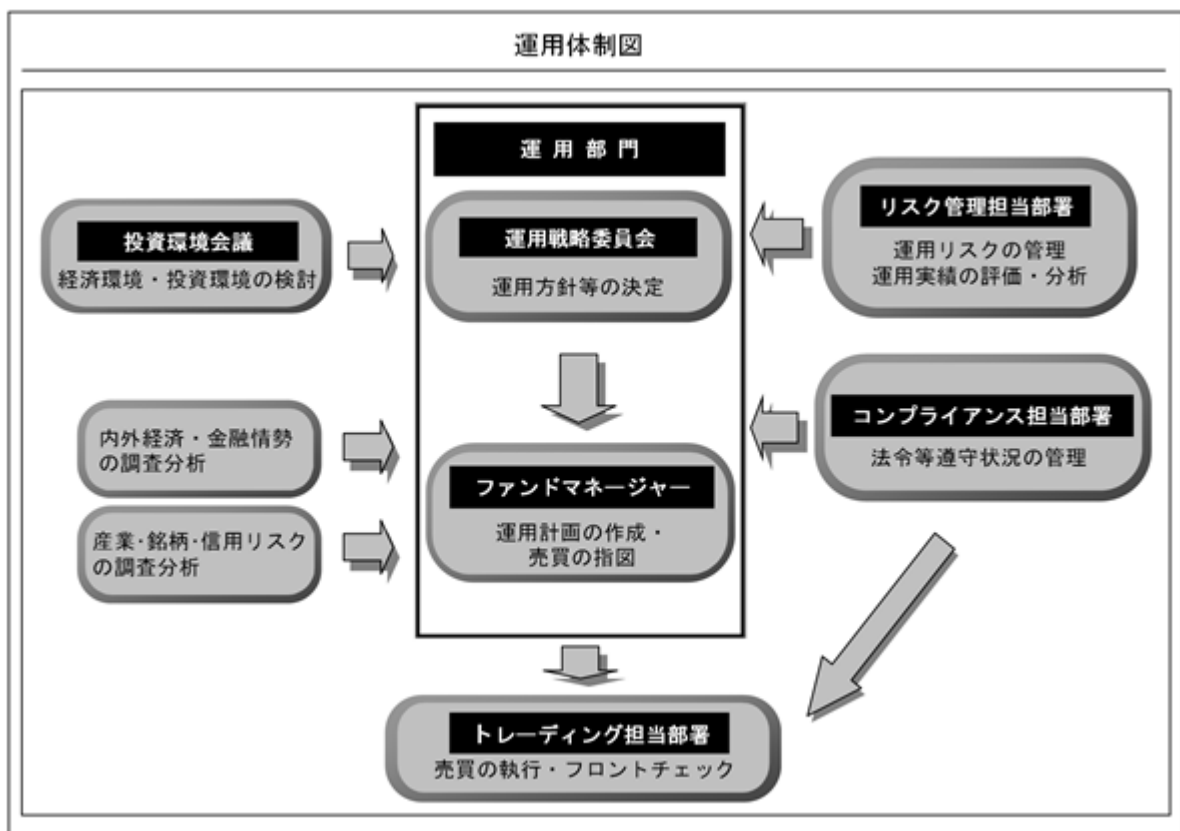 運用体制図
運用部門
投資環境会議
経済環境・投資環境の検討
運用戦略委員会
運用方針等の決定
リスク管理担当部署
運用リスクの管理
運用実績の評価・分析
内外経済・金融情勢
の調査分析
産業・銘柄・信用リスク
の調査分析
ファンドマネージャー
運用計画の作成・
売買の指図
コンプライアンス担当部署
法令等遵守状況の管理
トレーディング担当部署
売買の執行・フロントチェック